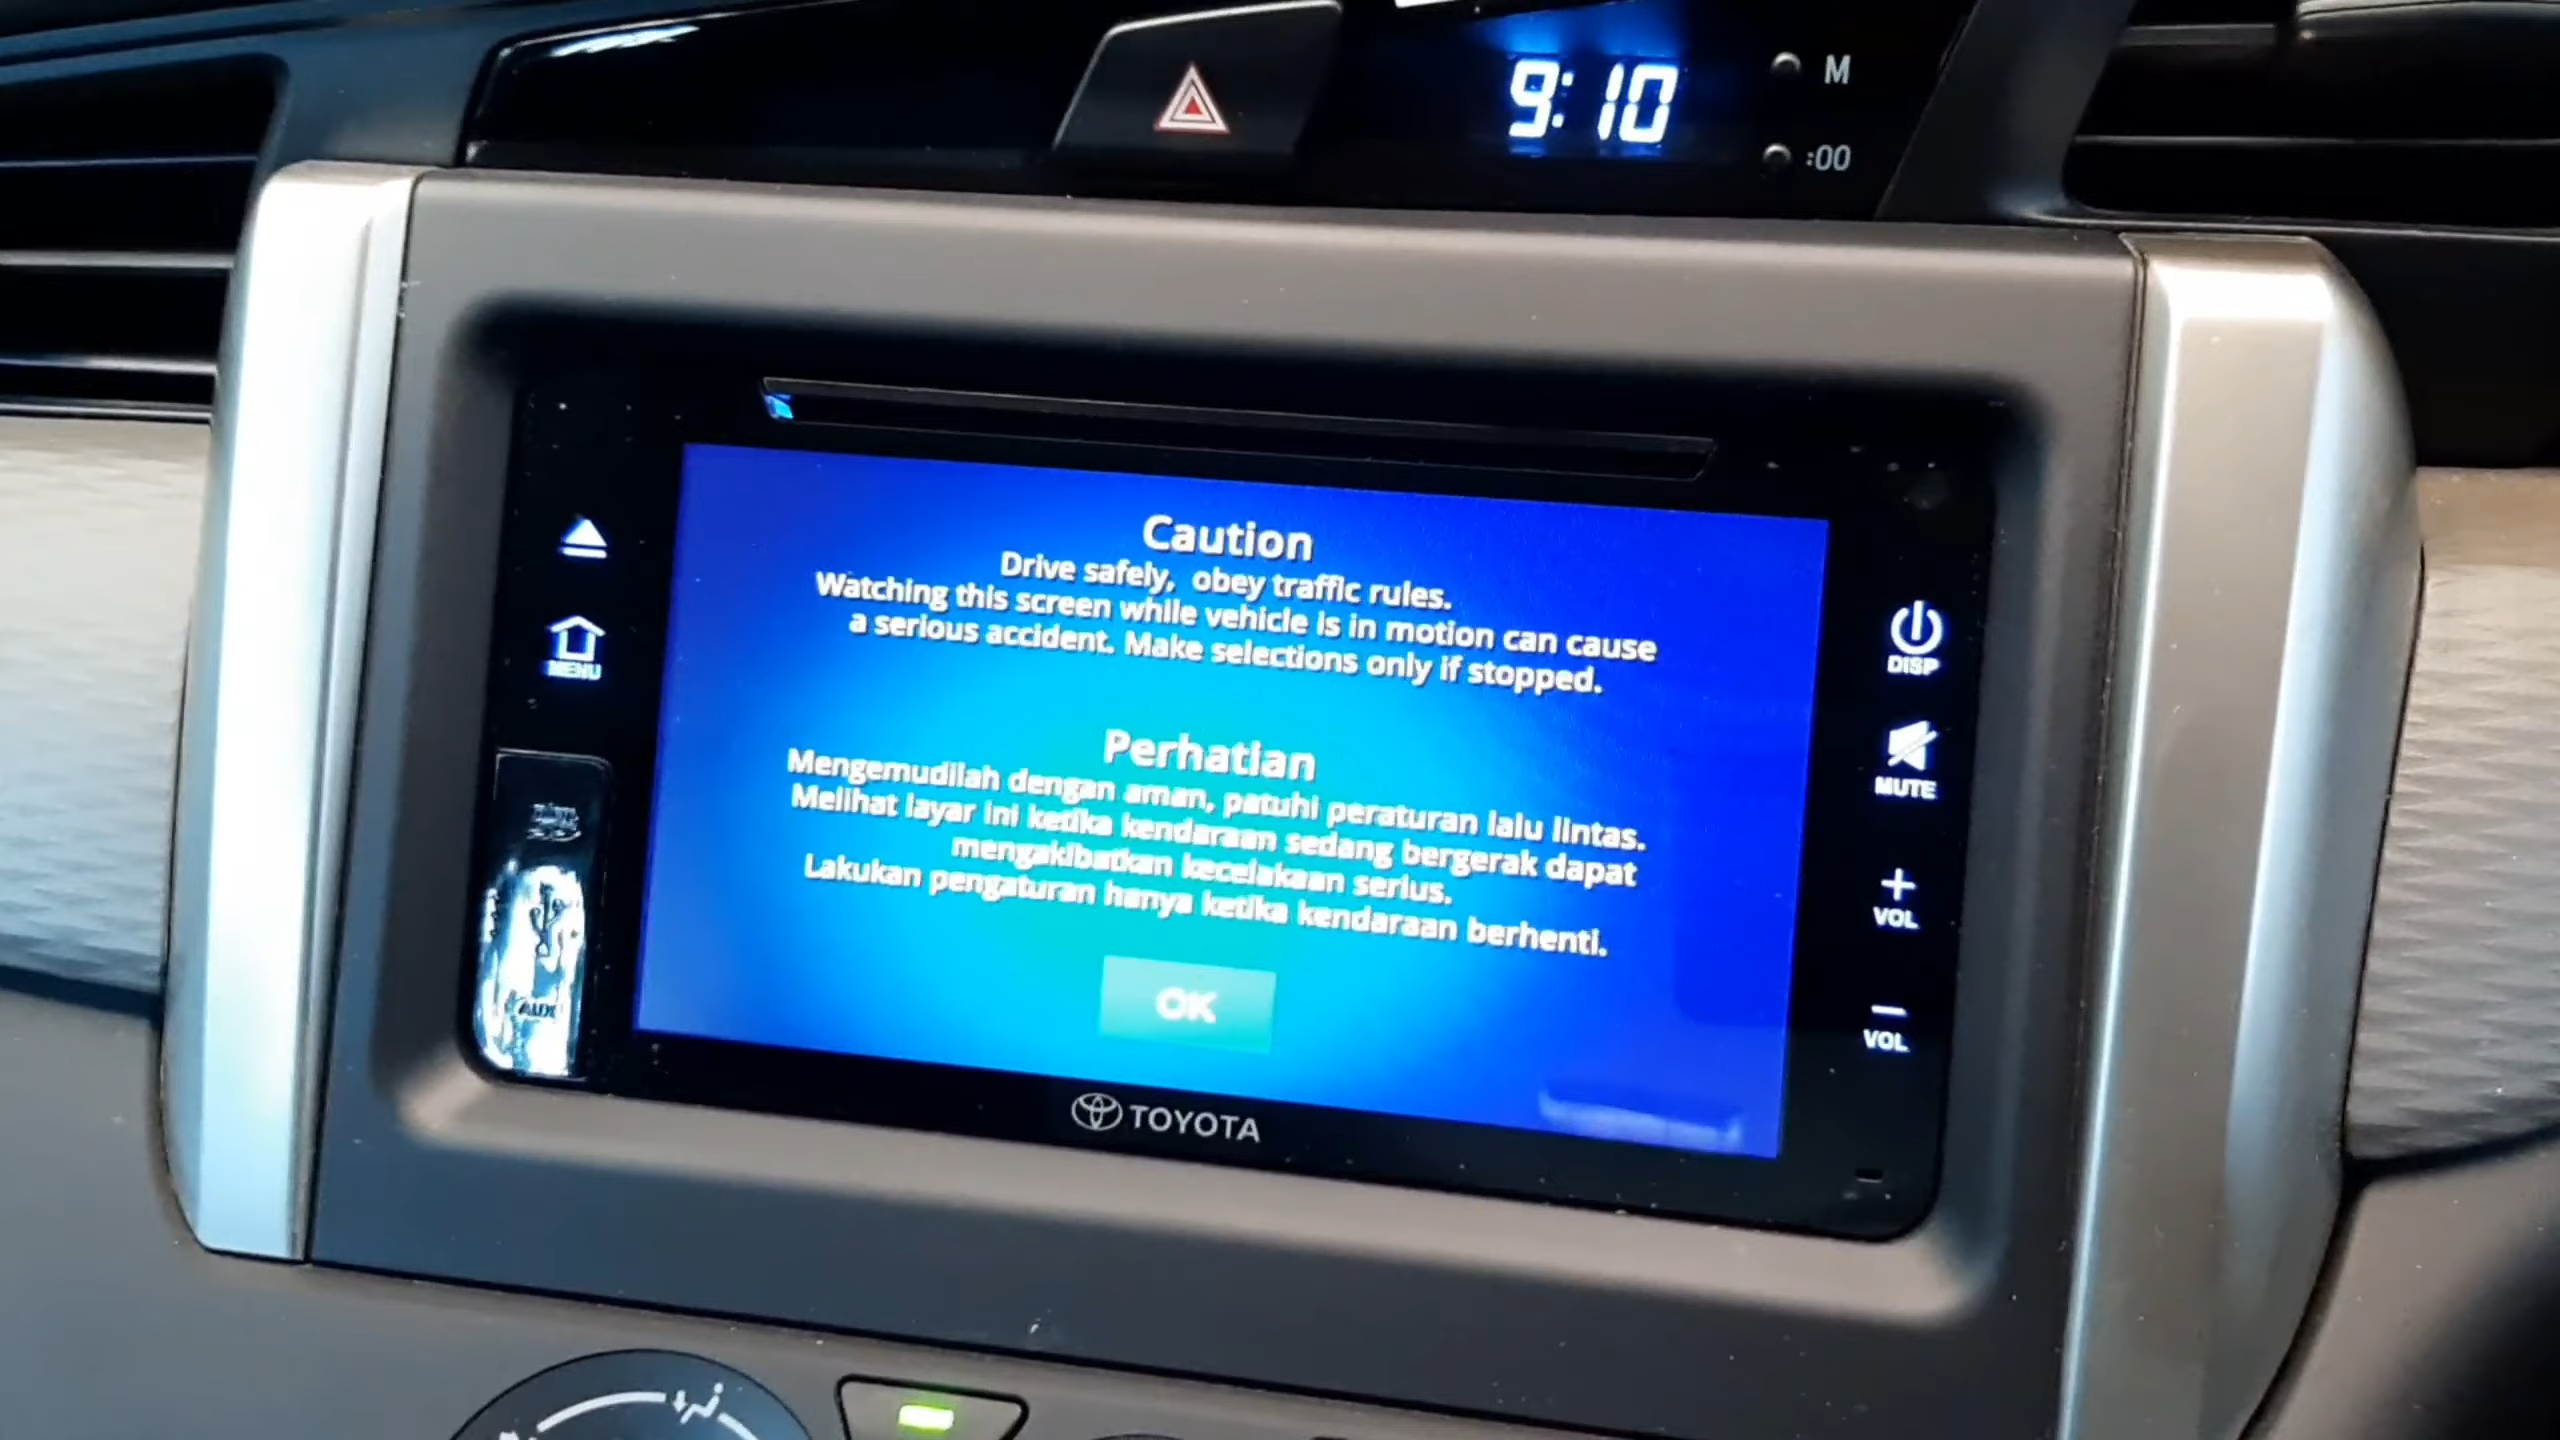 9:10
M
:00
Caution
Drive safely, obey traffic rules.
Watching this screen while vehicle is in motion can cause
a serious accident. Make selections only if stopped.
Perhatian
Mengemudilah dengan aman, patuhi peraturan lalu lintas.
Melihat layar ini ketika kendaraan sedang bergerak dapat
mengakibatkan kecelakaan serius.
Lakukan pengaturan hanya ketika kendaraan berhenti.
OK
MENU
AUX
DISP
MUTE
+
VOL
−
VOL
TOYOTA